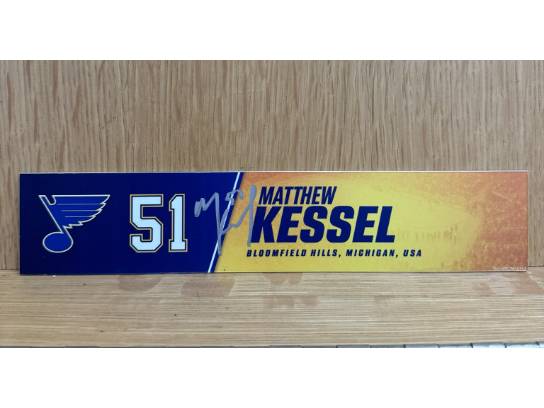 51
MATTHEW
KESSEL
BLOOMFIELD HILLS, MICHIGAN, USA